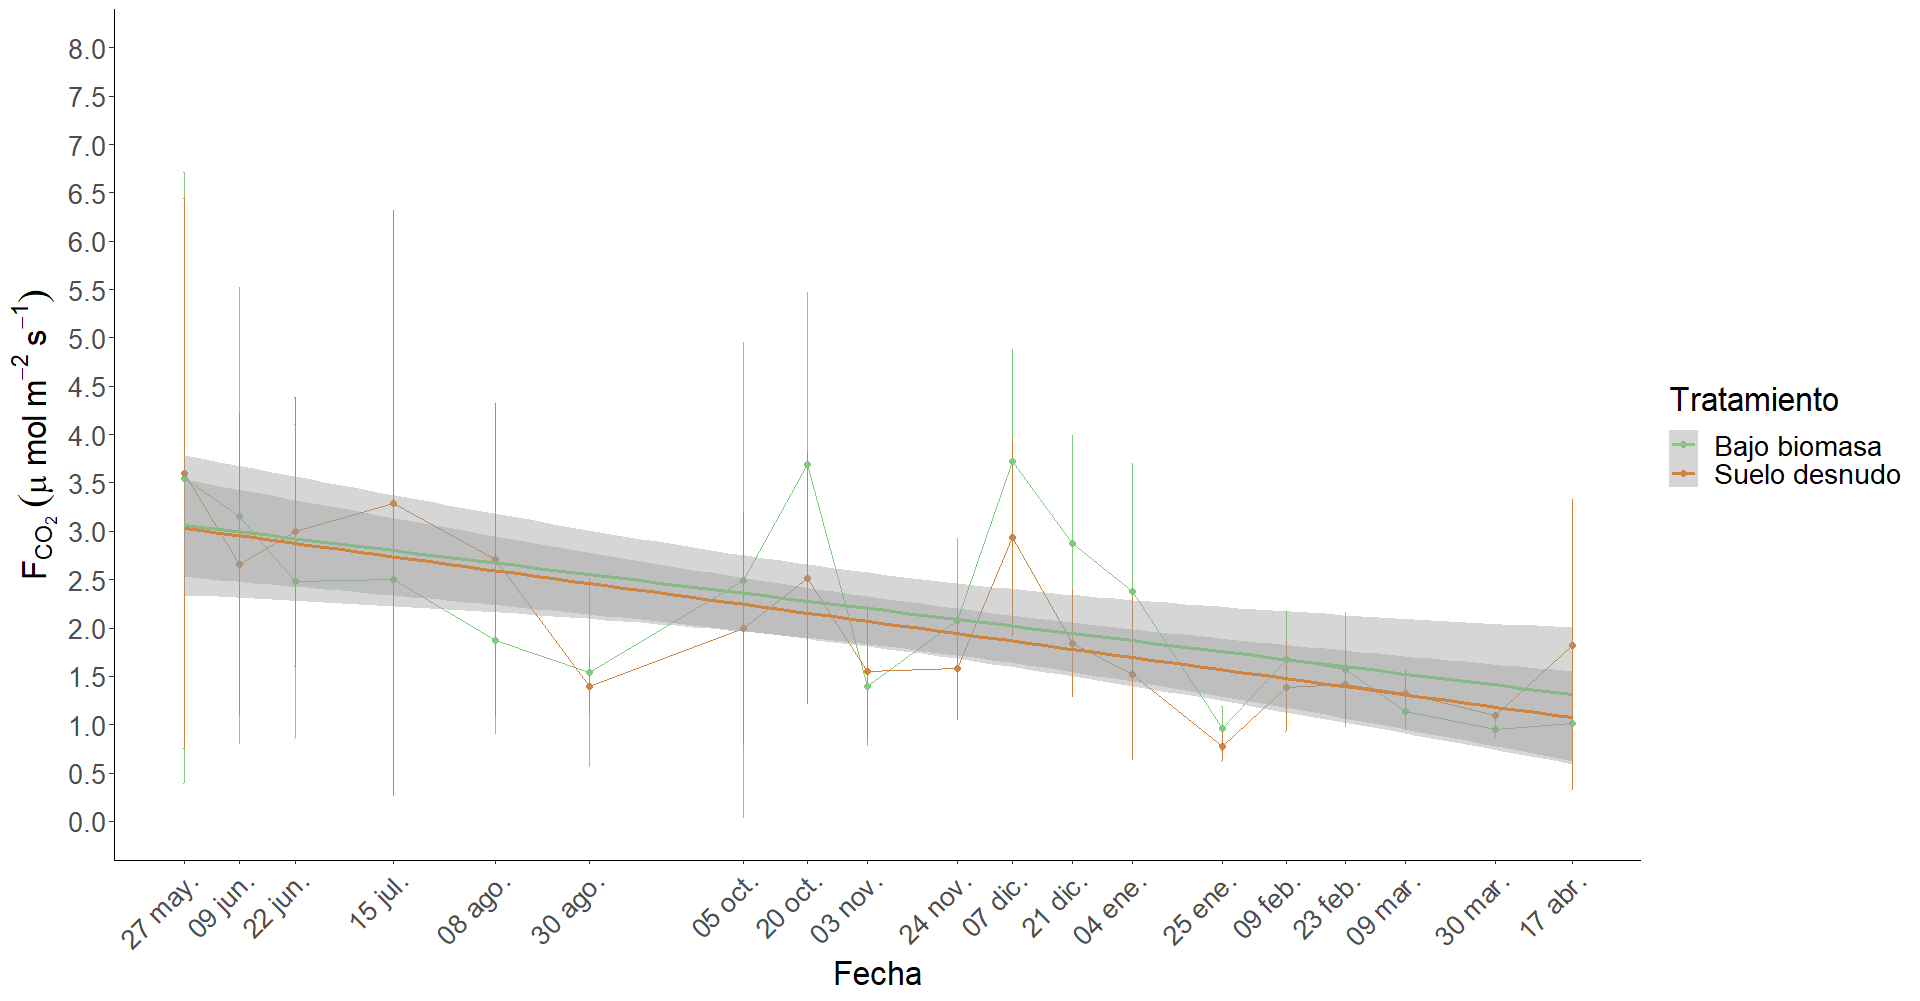 8.0
7.5
7.0
6.5
6.0
5.5
5.0
4.5
4.0
3.5
3.0
2.5
2.0
1.5
1.0
0.5
0.0
F_CO₂ (μ mol m⁻² s⁻¹)
27 may.
09 jun.
22 jun.
15 jul.
08 ago.
30 ago.
05 oct.
20 oct.
03 nov.
24 nov.
07 dic.
21 dic.
04 ene.
25 ene.
09 feb.
23 feb.
09 mar.
30 mar.
17 abr.
Fecha
Tratamiento
Bajo biomasa
Suelo desnudo